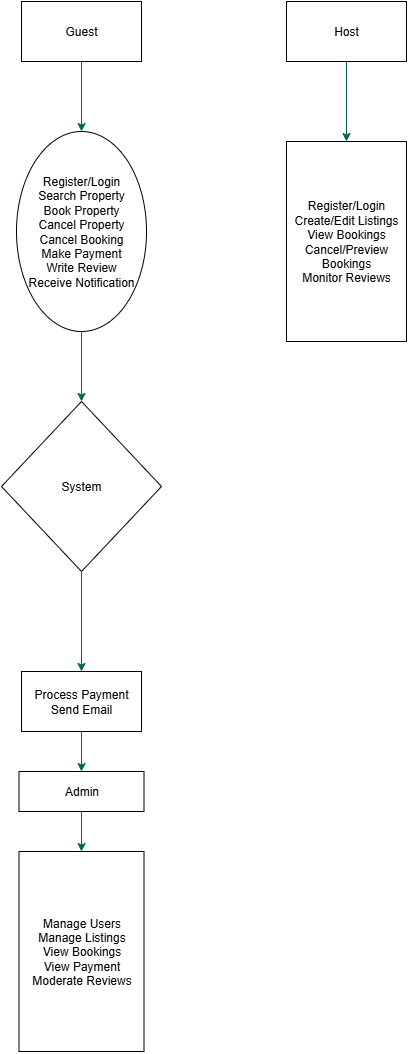 Guest
Host
Register/Login
Search Property
Book Property
Cancel Property
Cancel Booking
Make Payment
Write Review
Receive Notification
Register/Login
Create/Edit Listings
View Bookings
Cancel/Preview
Bookings
Monitor Reviews
System
Process Payment
Send Email
Admin
Manage Users
Manage Listings
View Bookings
View Payment
Moderate Reviews